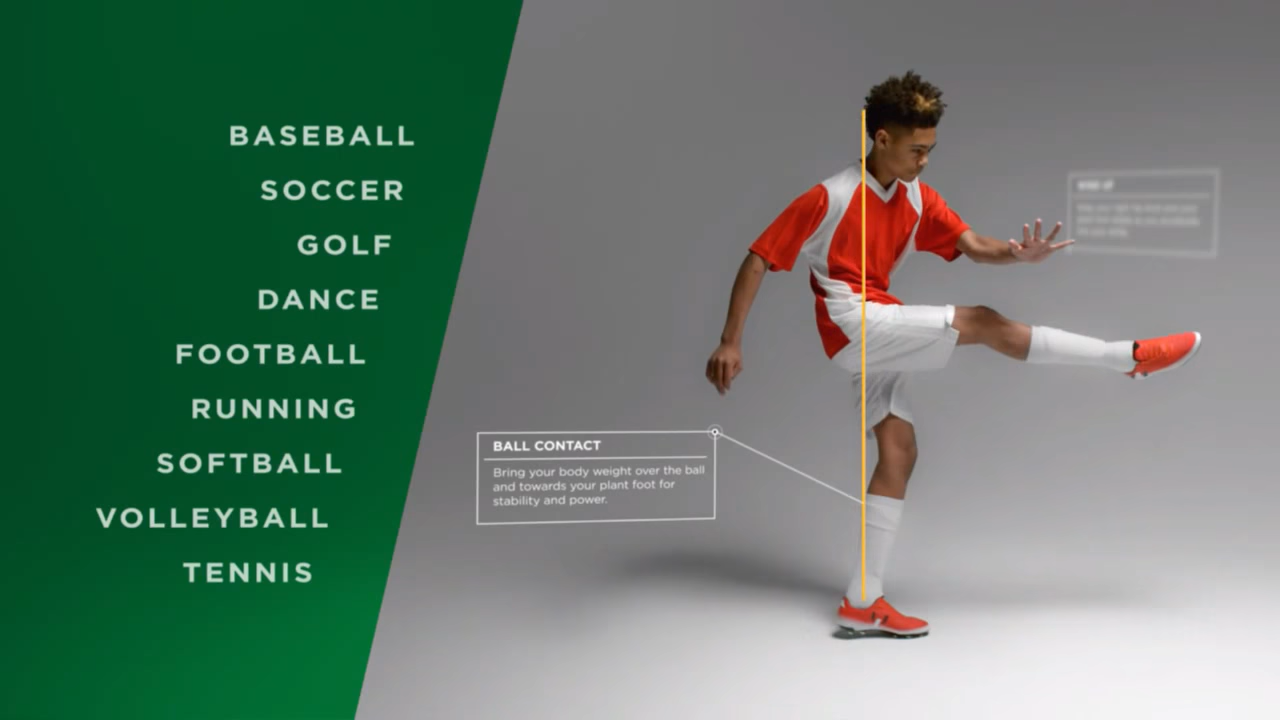 BASEBALL
SOCCER
GOLF
DANCE
FOOTBALL
RUNNING
SOFTBALL
VOLLEYBALL
TENNIS
BALL CONTACT
Bring your body weight over the ball
and towards your plant foot for
stability and power.